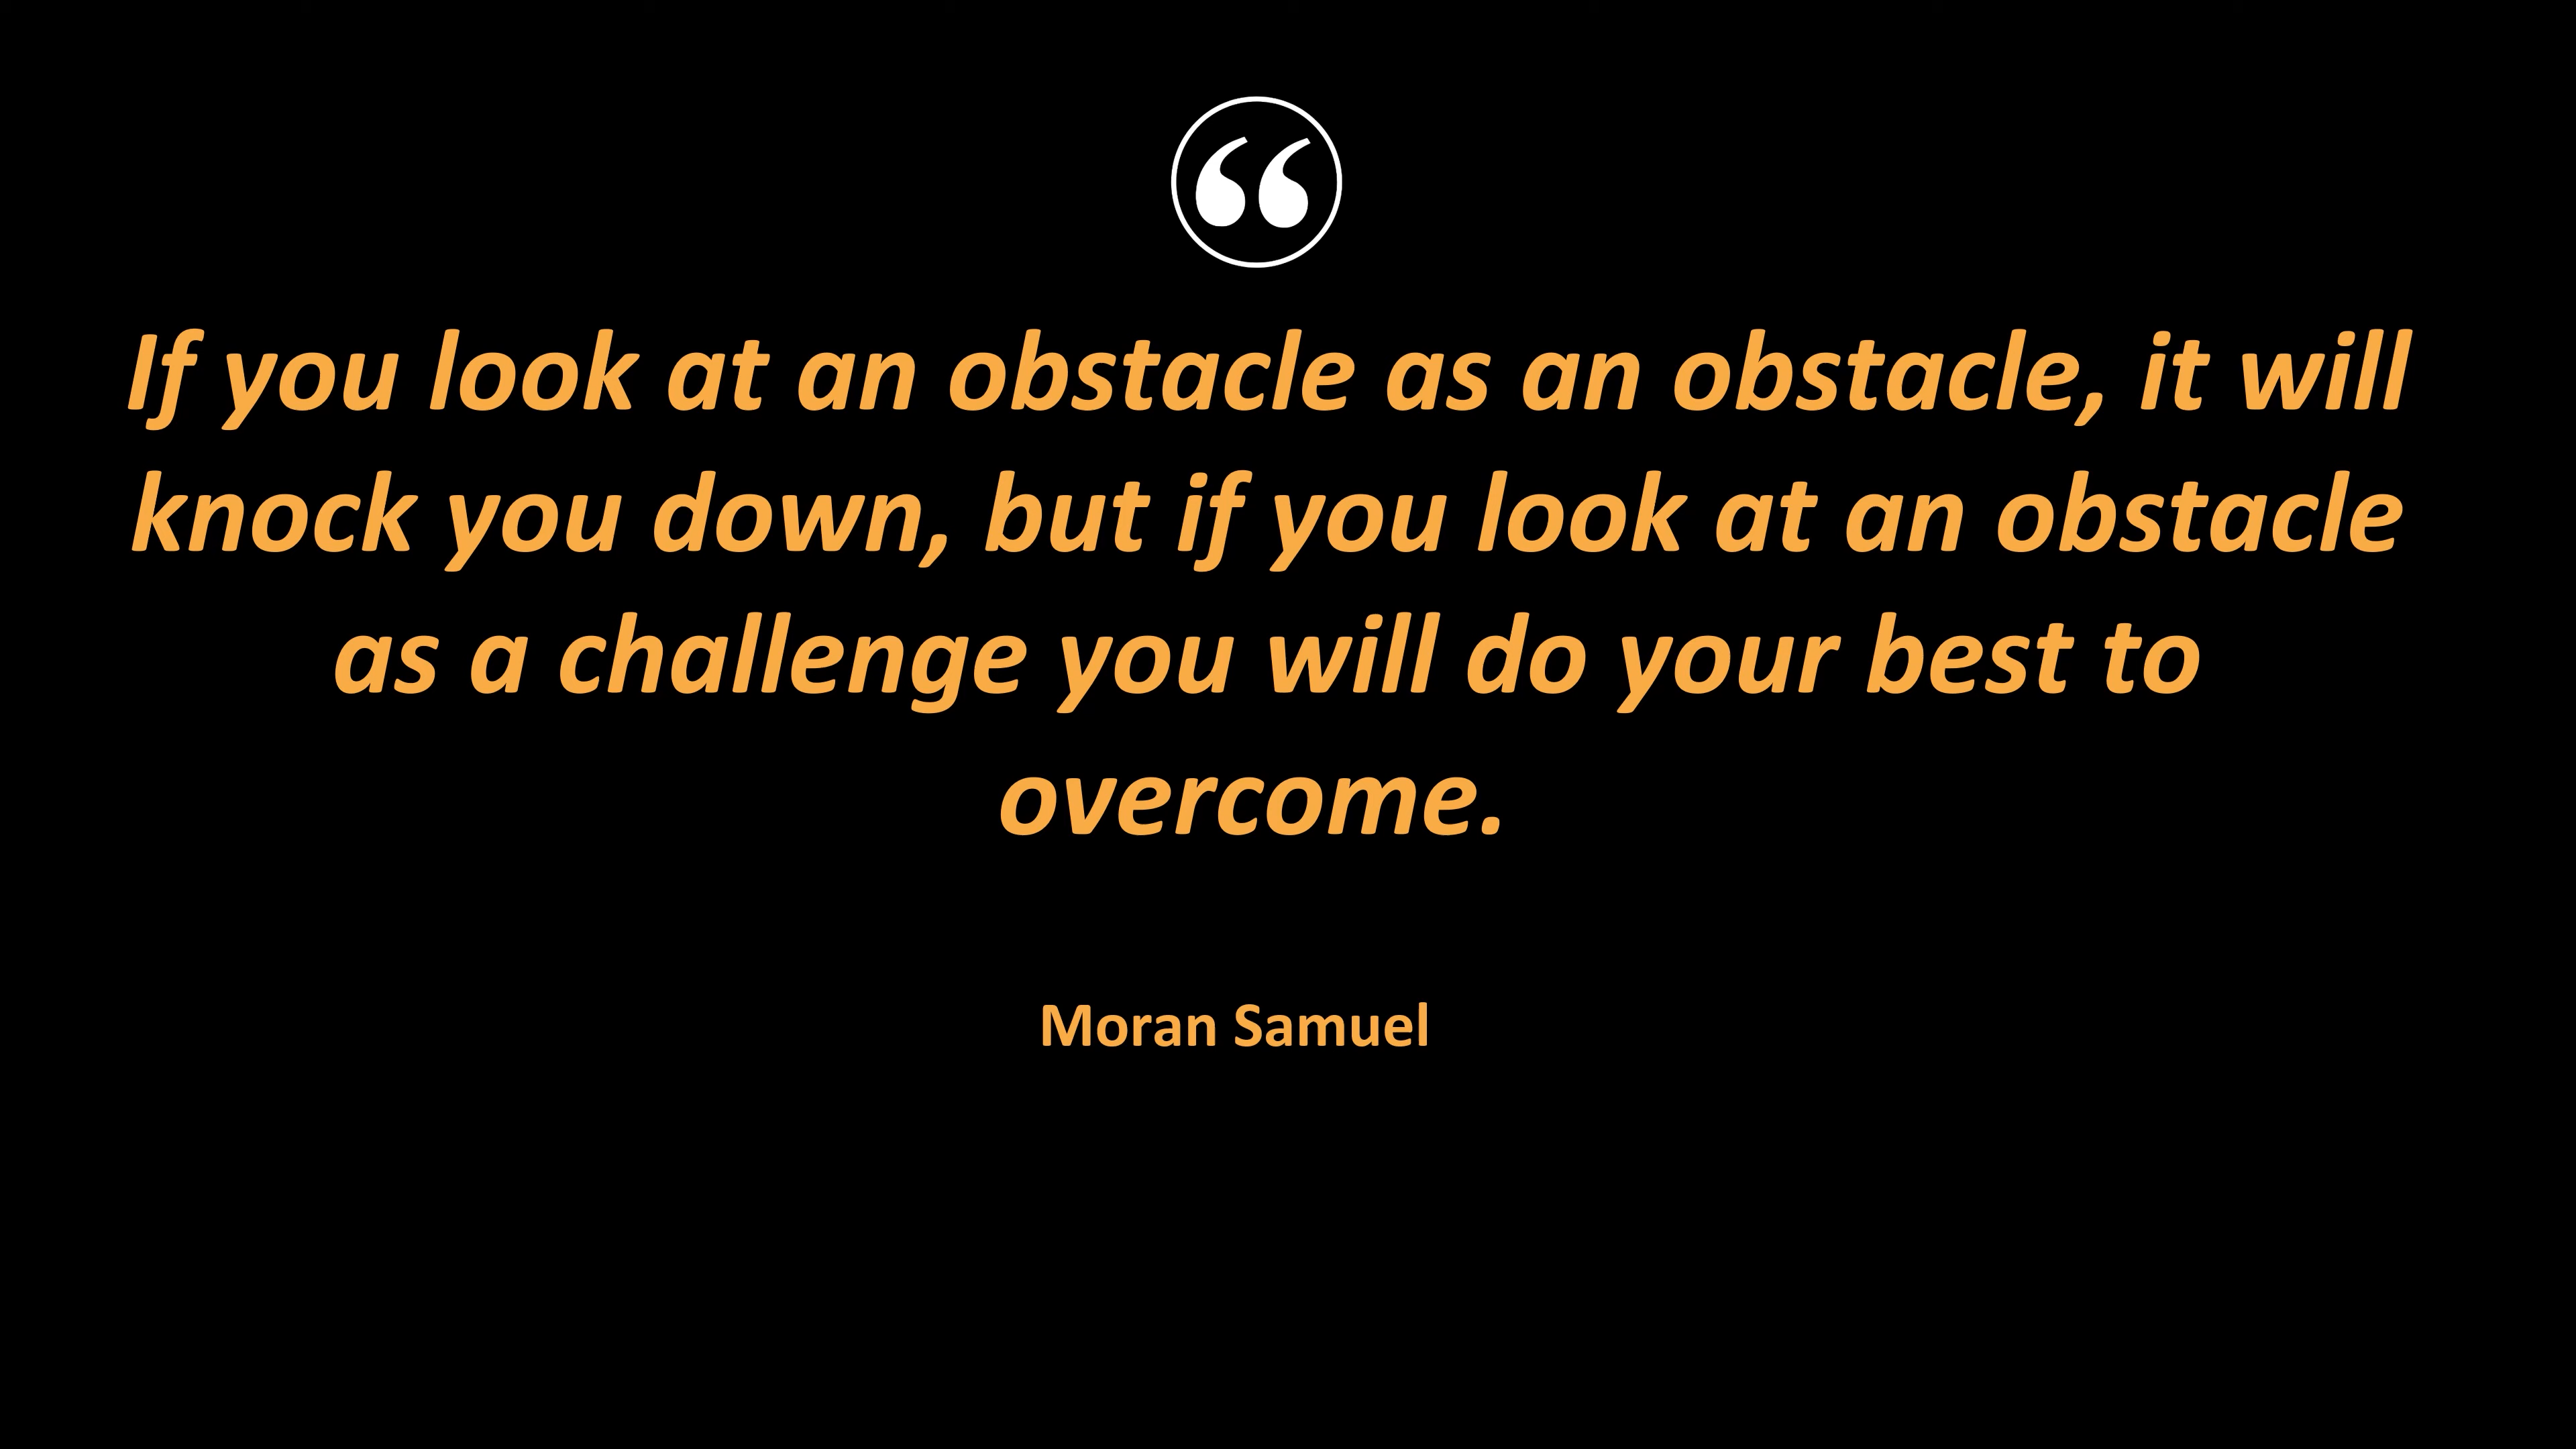 “
If you look at an obstacle as an obstacle, it will
knock you down, but if you look at an obstacle
as a challenge you will do your best to
overcome.
Moran Samuel